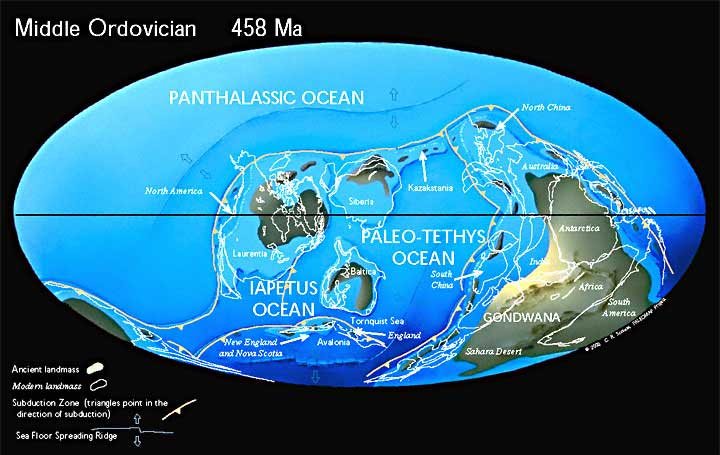 Middle Ordovician 458 Ma
PANTHALASSIC OCEAN
North China
Australia
Kazakstania
North America
Siberia
Antarctica
PALEO-TETHYS
OCEAN
Laurentia
Baltica
South
China
Africa
IAPETUS
OCEAN
South
America
GONDWANA
Tornquist Sea
England
New England
and Nova Scotia
Avalonia
Sahara Desert
Ancient landmass
Modern landmass
Subduction Zone (triangles point in the
direction of subduction)
Sea Floor Spreading Ridge